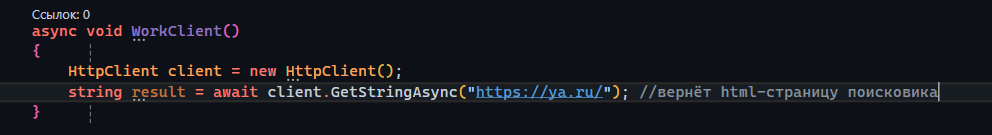 Ссылок: 0
async void WorkClient()
{
HttpClient client = new HttpClient();
string result = await client.GetStringAsync("https://ya.ru/"); //вернёт html-страницу поисковика
}